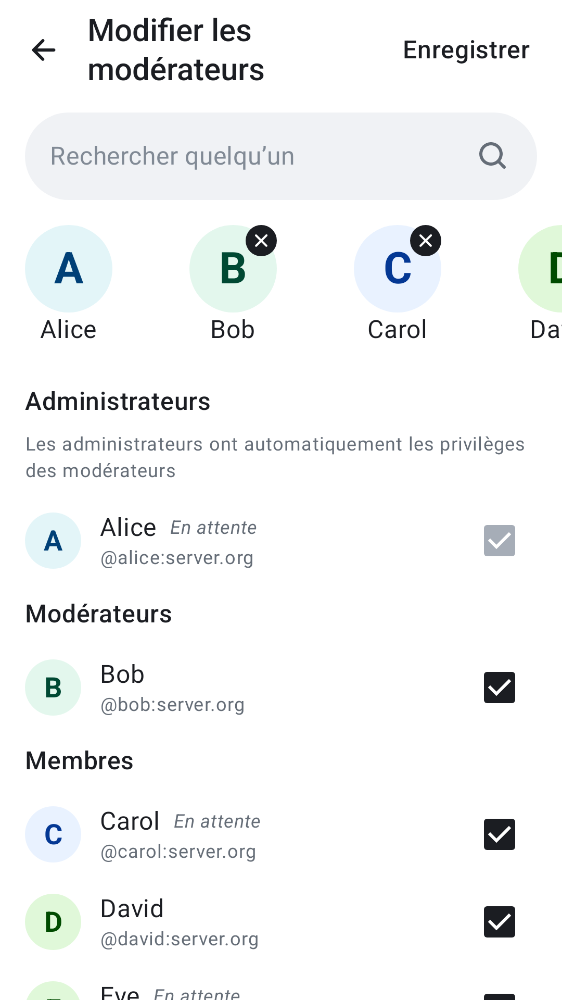 Modifier les
modérateurs
Enregistrer
Rechercher quelqu’un
A
B
C
Alice
Bob
Carol
Administrateurs
Les administrateurs ont automatiquement les privilèges
des modérateurs
A
Alice En attente
@alice:server.org
Modérateurs
B
Bob
@bob:server.org
Membres
C
Carol En attente
@carol:server.org
D
David
@david:server.org
Eve En attente